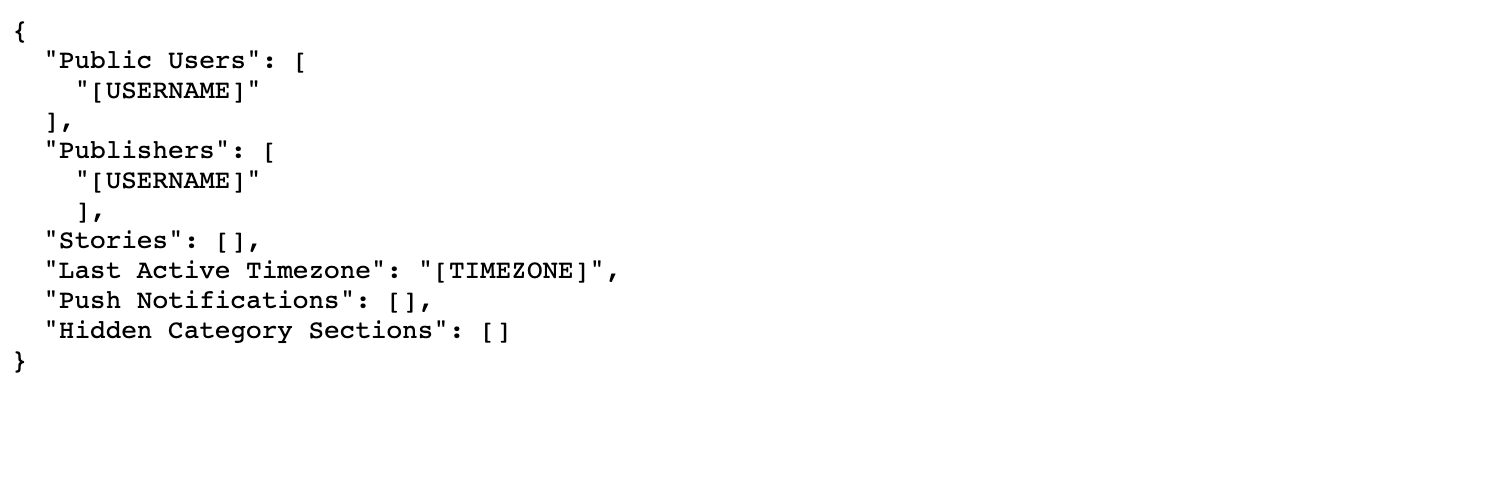 {
  "Public Users": [
    "[USERNAME]"
  ],
  "Publishers": [
    "[USERNAME]"
    ],
  "Stories": [],
  "Last Active Timezone": "[TIMEZONE]",
  "Push Notifications": [],
  "Hidden Category Sections": []
}